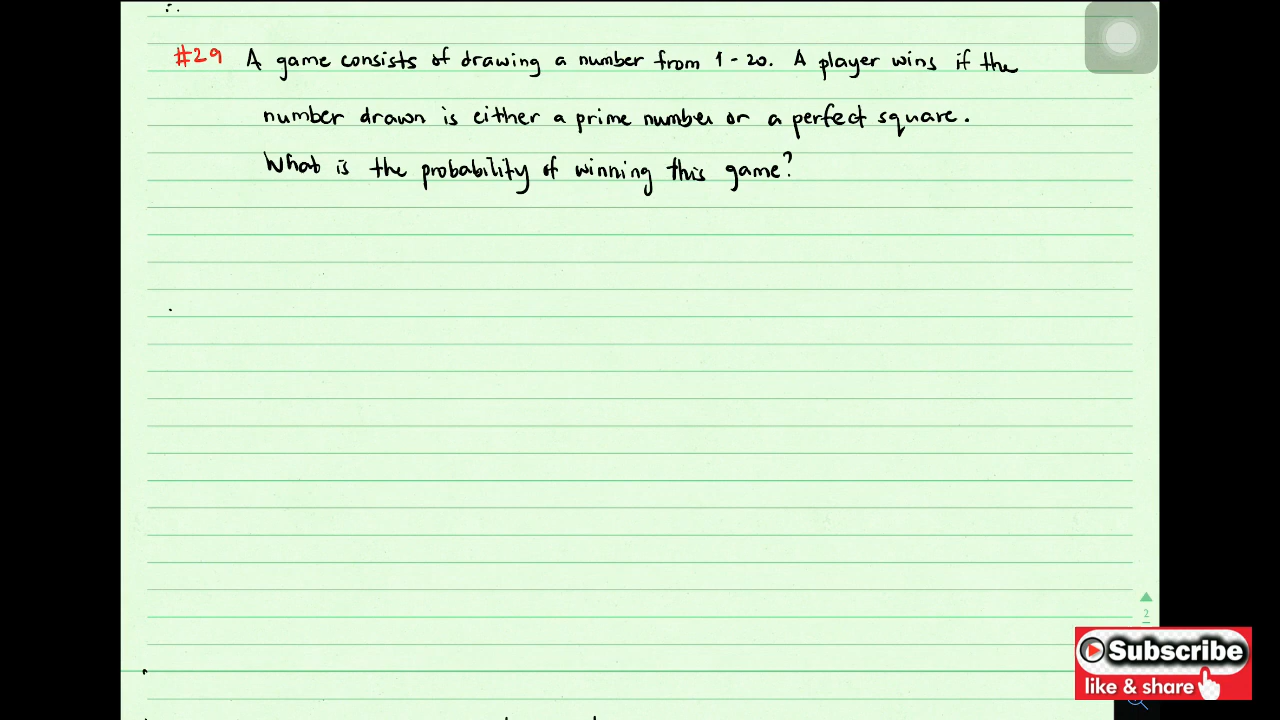 #29 A game consists of drawing a number from 1-20. A player wins if the
number drawn is either a prime number or a perfect square.
What is the probability of winning this game?
2
Subscribe
like & share